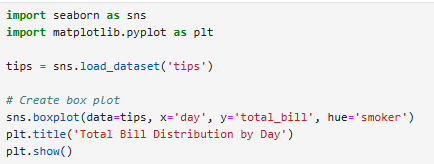 import seaborn as sns
import matplotlib.pyplot as plt
tips = sns.load_dataset('tips')
# Create box plot
sns.boxplot(data=tips, x='day', y='total_bill', hue='smoker')
plt.title('Total Bill Distribution by Day')
plt.show()